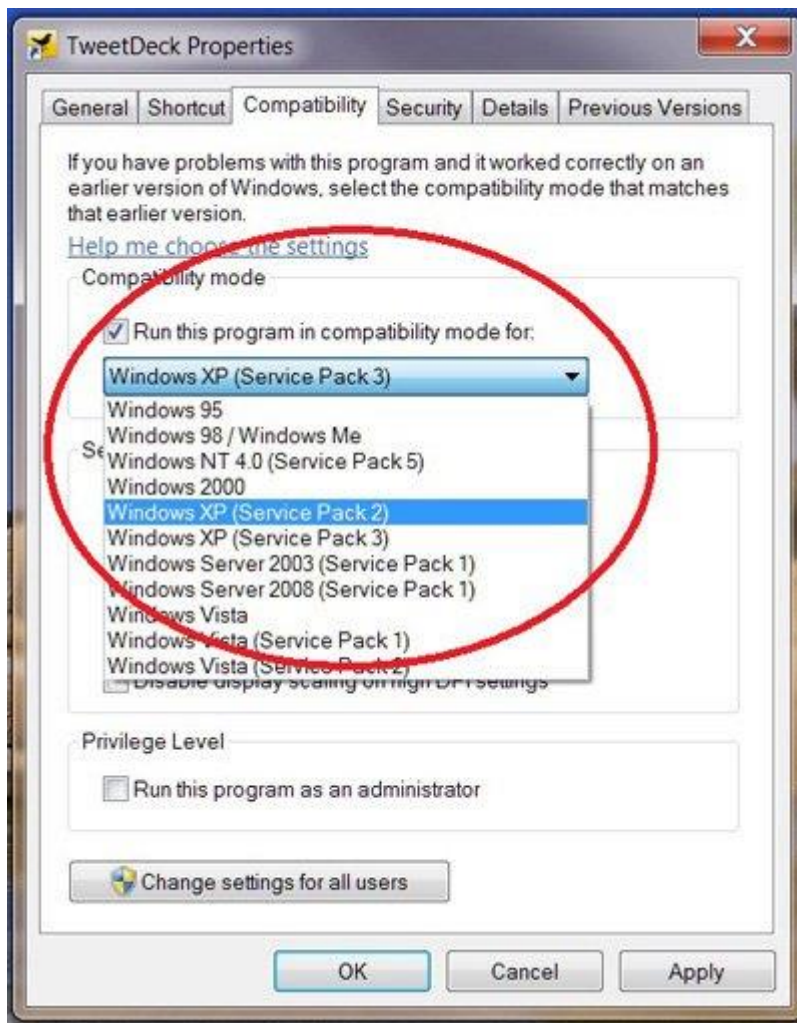 TweetDeck Properties
General Shortcut Compatibility Security Details Previous Versions
If you have problems with this program and it worked correctly on an
earlier version of Windows, select the compatibility mode that matches
that earlier version.
Help me choose the settings
Compatibility mode
Run this program in compatibility mode for:
Windows XP (Service Pack 3)
Windows 95
Windows 98 / Windows Me
Se
Windows NT 4.0 (Service Pack 5)
Windows 2000
Windows XP (Service Pack 2)
Windows XP (Service Pack 3)
Windows Server 2003 (Service Pack 1)
Windows Server 2008 (Service Pack 1)
Windows Vista
Windows Vista (Service Pack 1)
Windows Vista (Service Pack 2)
Disable display scaling on high DPI settings
Privilege Level
Run this program as an administrator
Change settings for all users
OK Cancel Apply